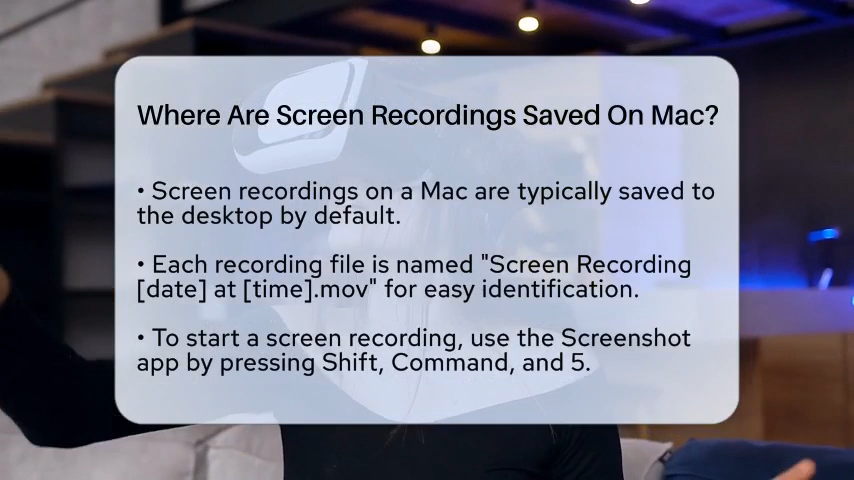 Where Are Screen Recordings Saved On Mac?
• Screen recordings on a Mac are typically saved to
the desktop by default.
• Each recording file is named "Screen Recording
[date] at [time].mov" for easy identification.
• To start a screen recording, use the Screenshot
app by pressing Shift, Command, and 5.